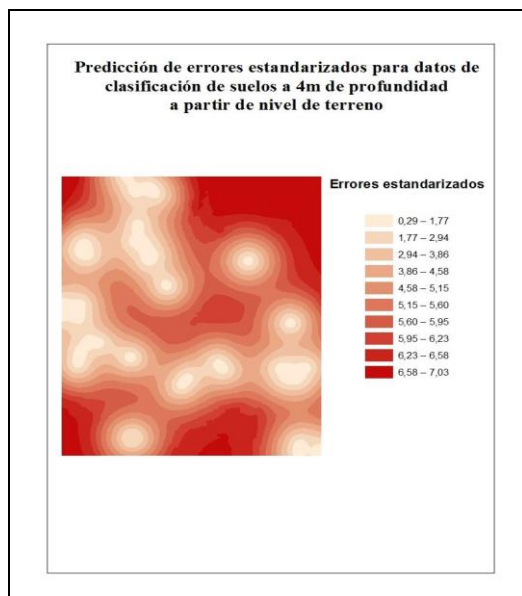 Predicción de errores estandarizados para datos de
clasificación de suelos a 4m de profundidad
a partir de nivel de terreno
Errores estandarizados
0,29 – 1,77
1,77 – 2,94
2,94 – 3,86
3,86 – 4,58
4,58 – 5,15
5,15 – 5,60
5,60 – 5,95
5,95 – 6,23
6,23 – 6,58
6,58 – 7,03